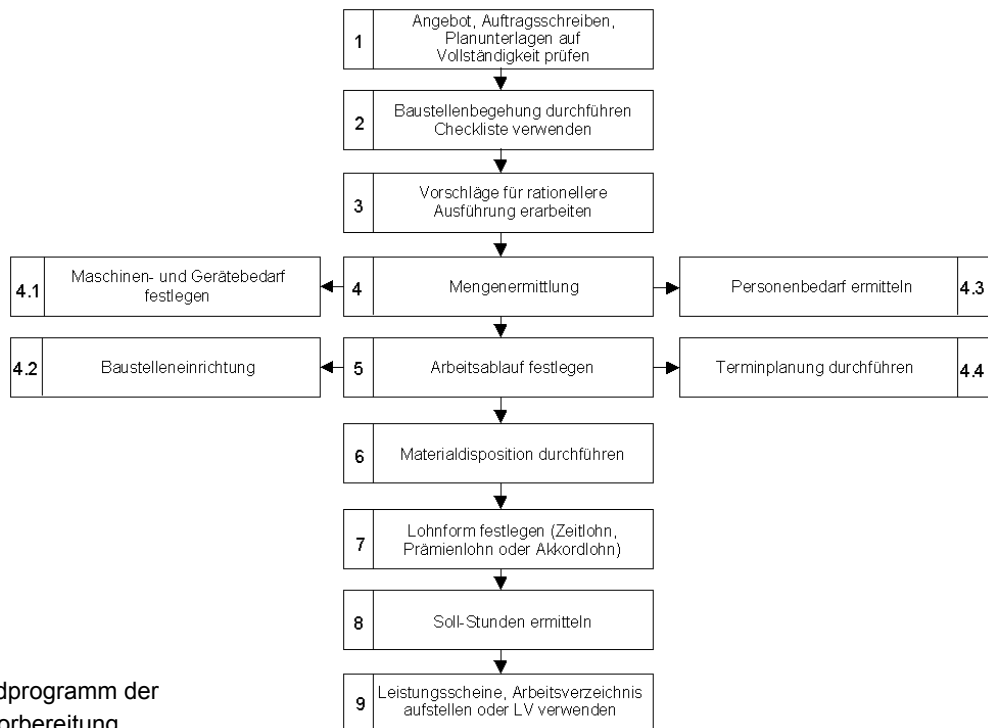 1
Angebot, Auftragsschreiben,
Planunterlagen auf
Vollständigkeit prüfen
2
Baustellenbegehung durchführen
Checkliste verwenden
3
Vorschläge für rationellere
Ausführung erarbeiten
4.1
Maschinen- und Gerätebedarf
festlegen
4
Mengenermittlung
Personenbedarf ermitteln
4.3
4.2
Baustelleneinrichtung
5
Arbeitsablauf festlegen
Terminplanung durchführen
4.4
6
Materialdisposition durchführen
7
Lohnform festlegen (Zeitlohn,
Prämienlohn oder Akkordlohn)
8
Soll-Stunden ermitteln
9
Leistungsscheine, Arbeitsverzeichnis
aufstellen oder LV verwenden
dprogramm der
orbereitung